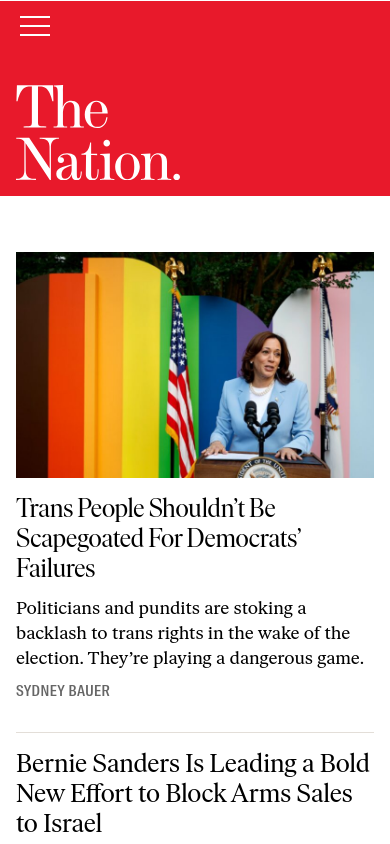 The
Nation.
Trans People Shouldn’t Be
Scapegoated For Democrats’
Failures
Politicians and pundits are stoking a
backlash to trans rights in the wake of the
election. They’re playing a dangerous game.
SYDNEY BAUER
Bernie Sanders Is Leading a Bold
New Effort to Block Arms Sales
to Israel